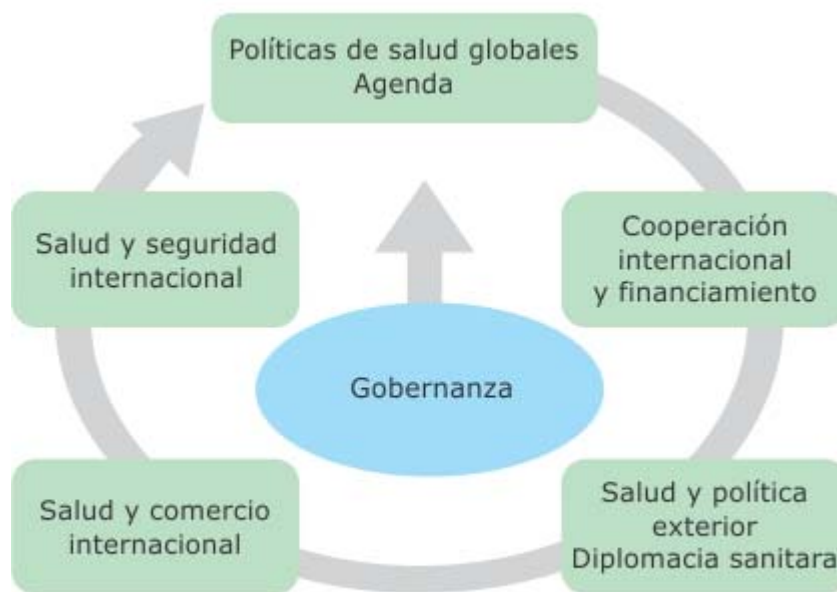 Políticas de salud globales
Agenda
Salud y seguridad
internacional
Cooperación
internacional
y financiamiento
Gobernanza
Salud y comercio
internacional
Salud y política
exterior
Diplomacia sanitara